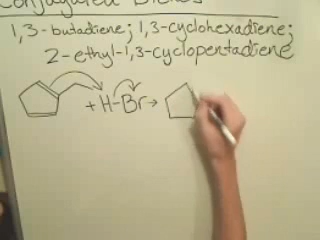 Conjugated Dienes
1,3-butadiene; 1,3-cyclohexadiene;
2-ethyl-1,3-cyclopentadiene
+ H-Br→